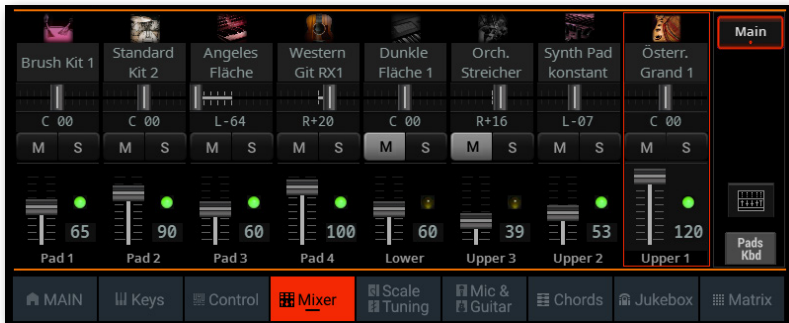 Main
Brush Kit 1
Standard
Kit 2
Angeles
Fläche
Western
Git RX1
Dunkle
Fläche 1
Orch.
Streicher
Synth Pad
konstant
Österr.
Grand 1
C 00 C 00 L-64 R+20 C 00 R+16 L-07 C 00
M S M S M S M S M S M S M S M S
65 90 60 100 60 39 53 120
Pad 1 Pad 2 Pad 3 Pad 4 Lower Upper 3 Upper 2 Upper 1
Pads
Kbd
MAIN
Keys
Control
Mixer
Scale
Tuning
Mic &
Guitar
Chords
Jukebox
Matrix